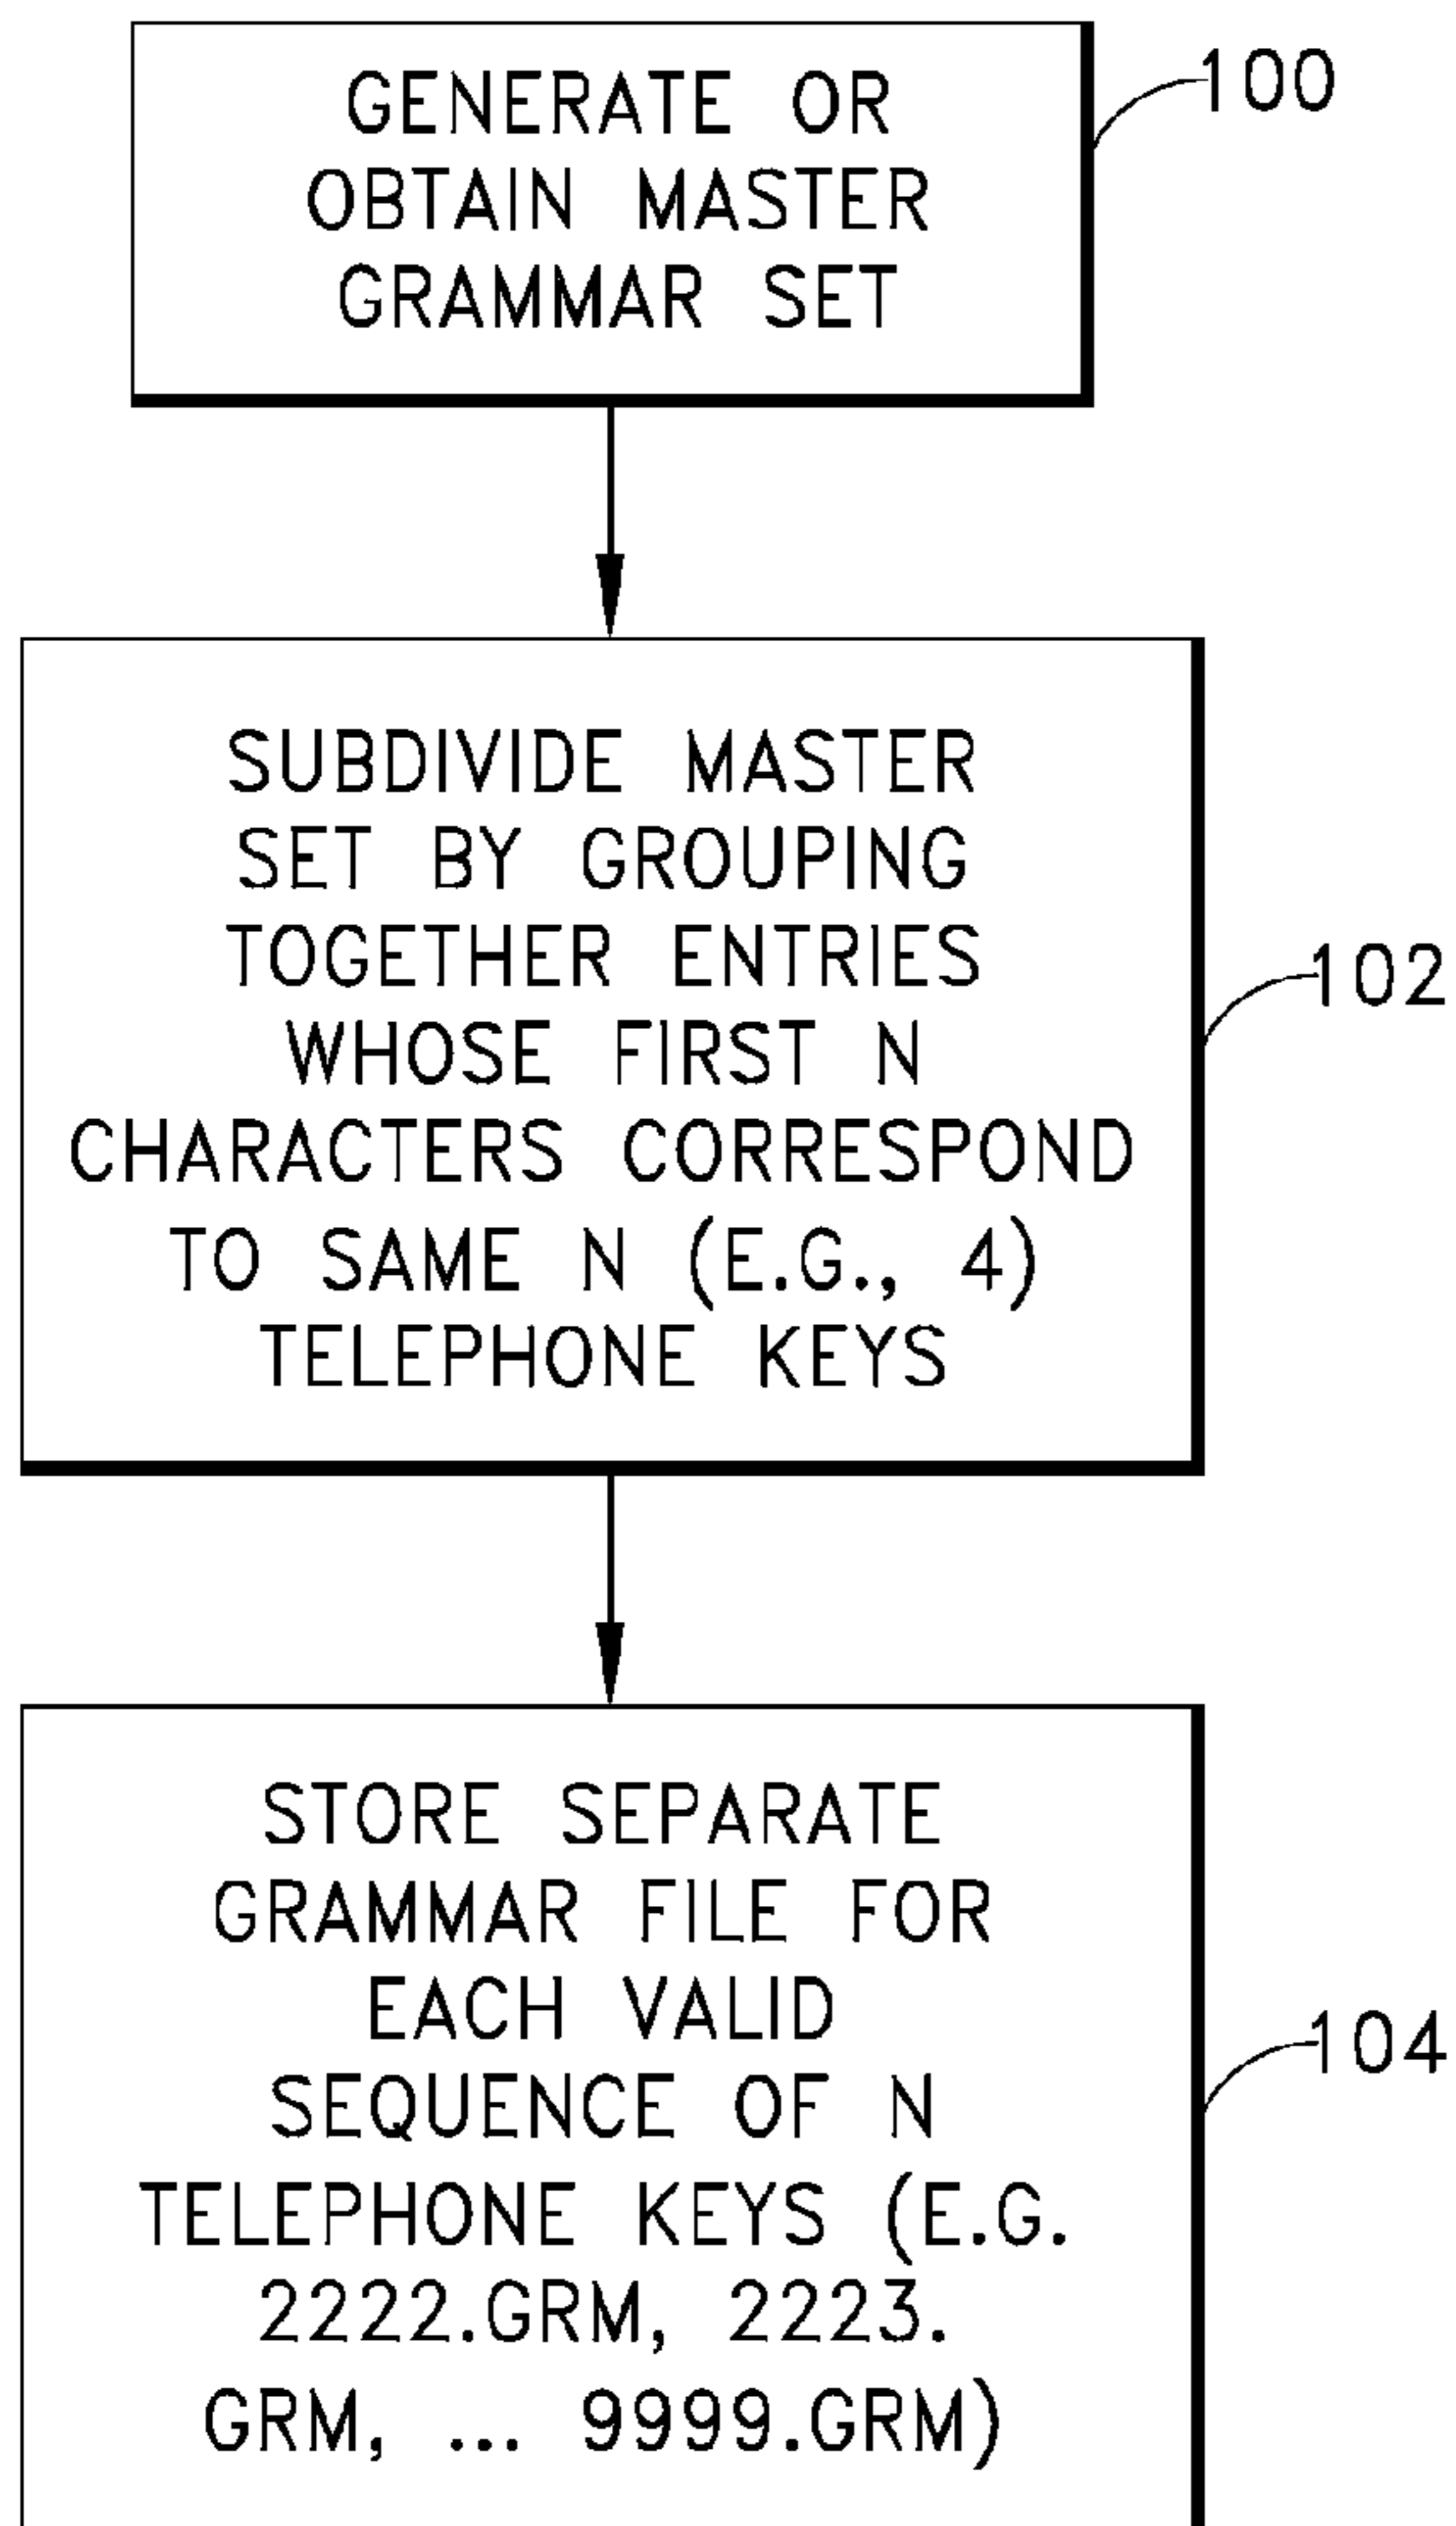 GENERATE OR
100
OBTAIN MASTER
GRAMMAR SET
SUBDIVIDE MASTER
SET BY GROUPING
TOGETHER ENTRIES
102
WHOSE FIRST N
CHARACTERS CORRESPOND
TO SAME N (E.G., 4)
TELEPHONE KEYS
STORE SEPARATE
GRAMMAR FILE FOR
EACH VALID
104
SEQUENCE OF N
TELEPHONE KEYS (E.G.
2222.GRM, 2223.
GRM, ... 9999.GRM)